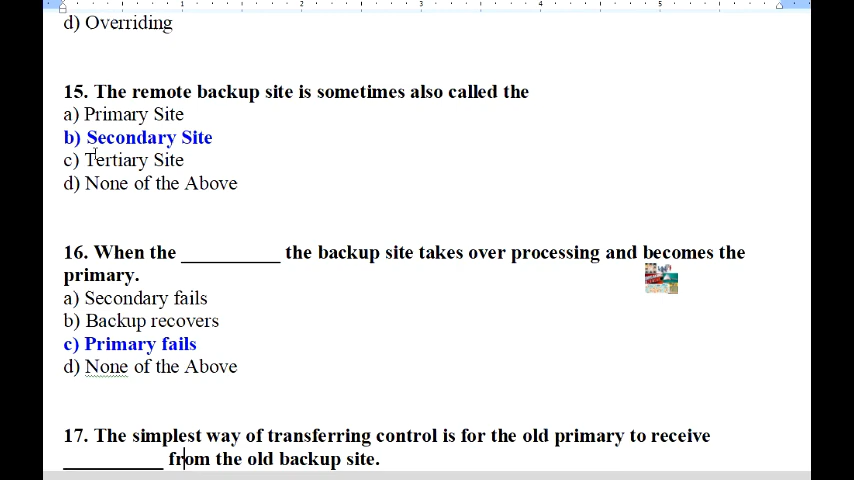 d) Overriding
15. The remote backup site is sometimes also called the
a) Primary Site
b) Secondary Site
c) Tertiary Site
d) None of the Above
16. When the __________ the backup site takes over processing and becomes the
primary.
a) Secondary fails
b) Backup recovers
c) Primary fails
d) None of the Above
17. The simplest way of transferring control is for the old primary to receive
__________ from the old backup site.